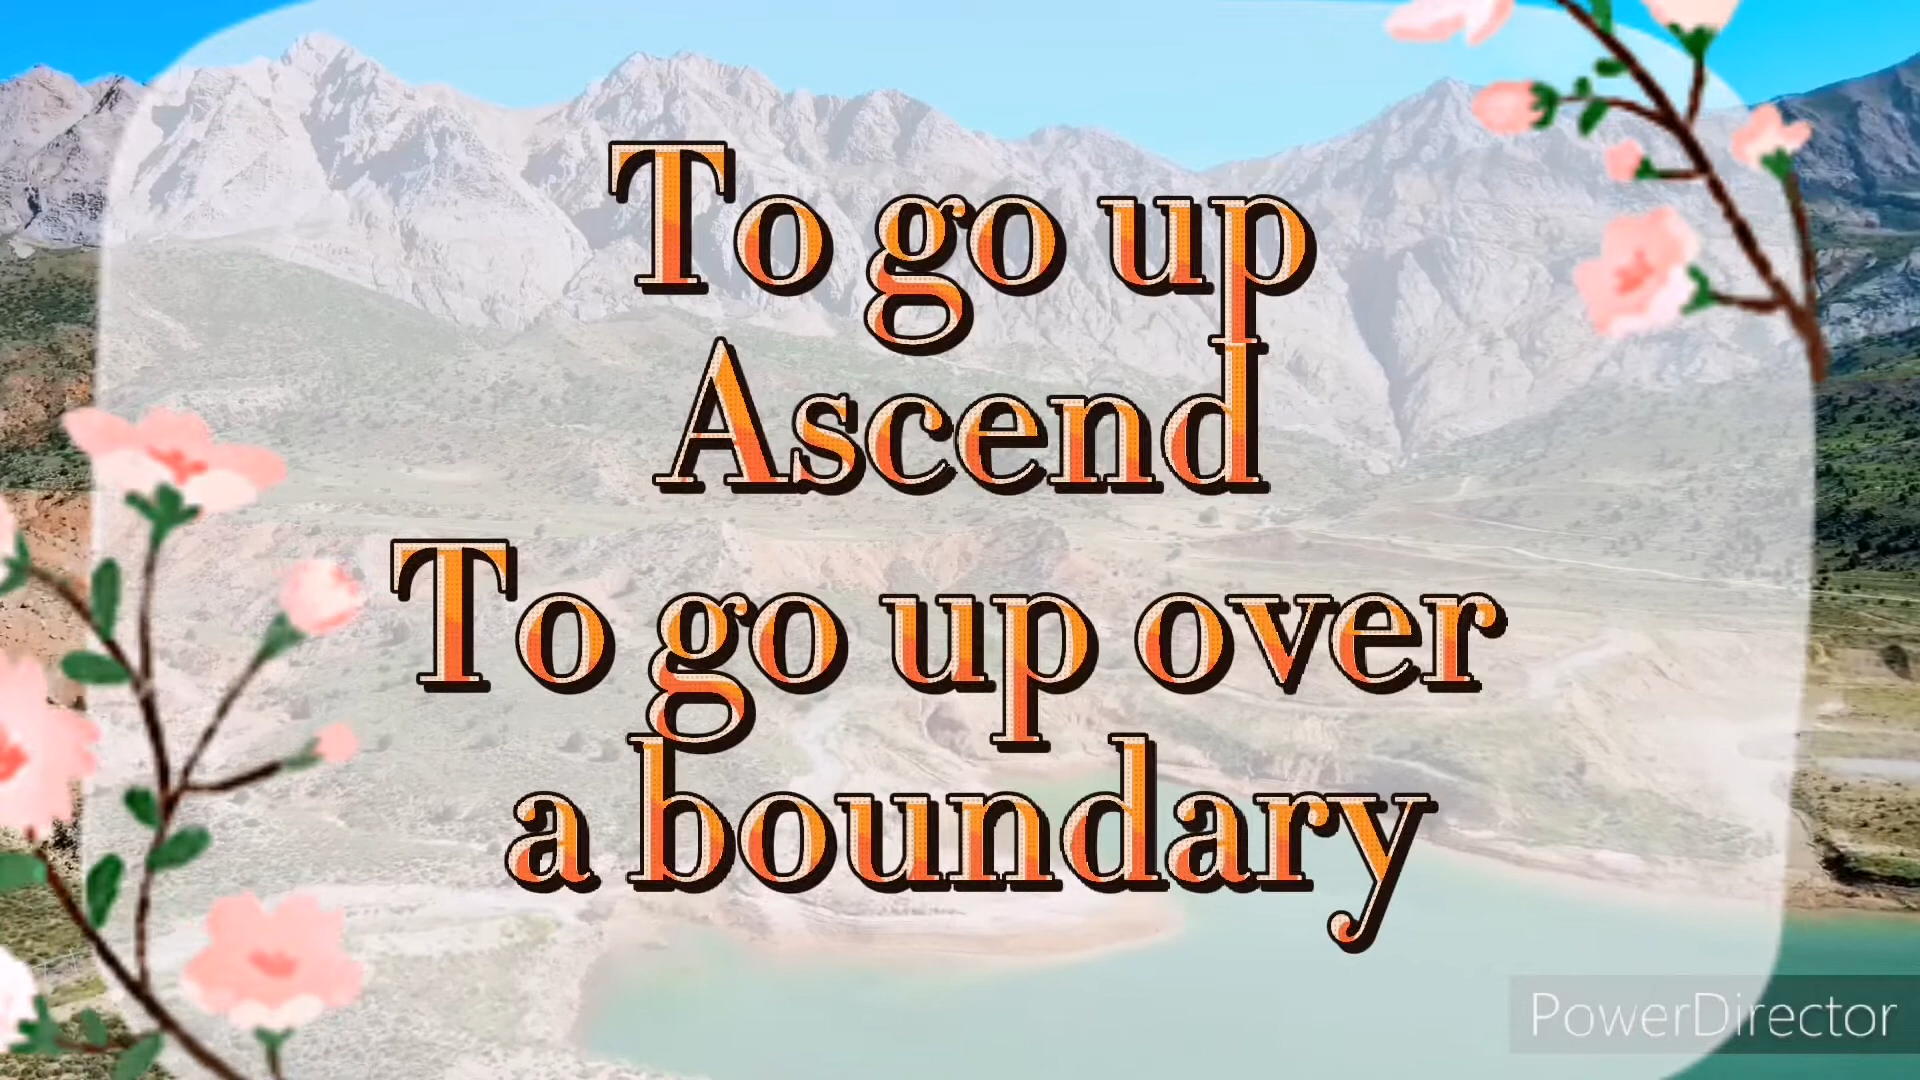 To go up
Ascend
To go up over
a boundary
PowerDirector